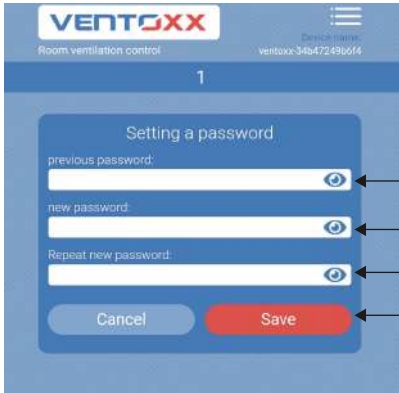 VENTOXX
Room ventilation control
Device name:
ventoxx-34b47249b6f4
1
Setting a password
previous password:
new password:
Repeat new password:
Cancel
Save